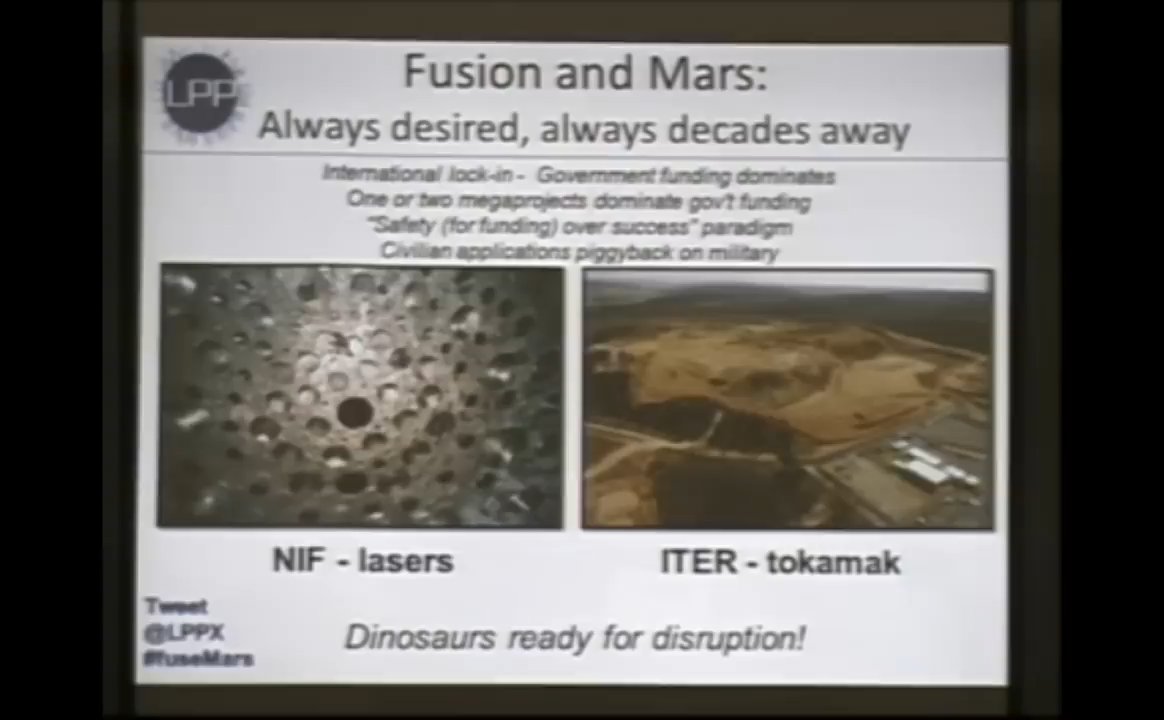 LPP
Fusion and Mars:
Always desired, always decades away
International lock-in - Government funding dominates
One or two megaprojects dominate gov't funding
"Safety (for funding) over success" paradigm
Civilian applications piggyback on military
NIF - lasers
ITER - tokamak
Tweet
@LPPX
#fuseMars
Dinosaurs ready for disruption!